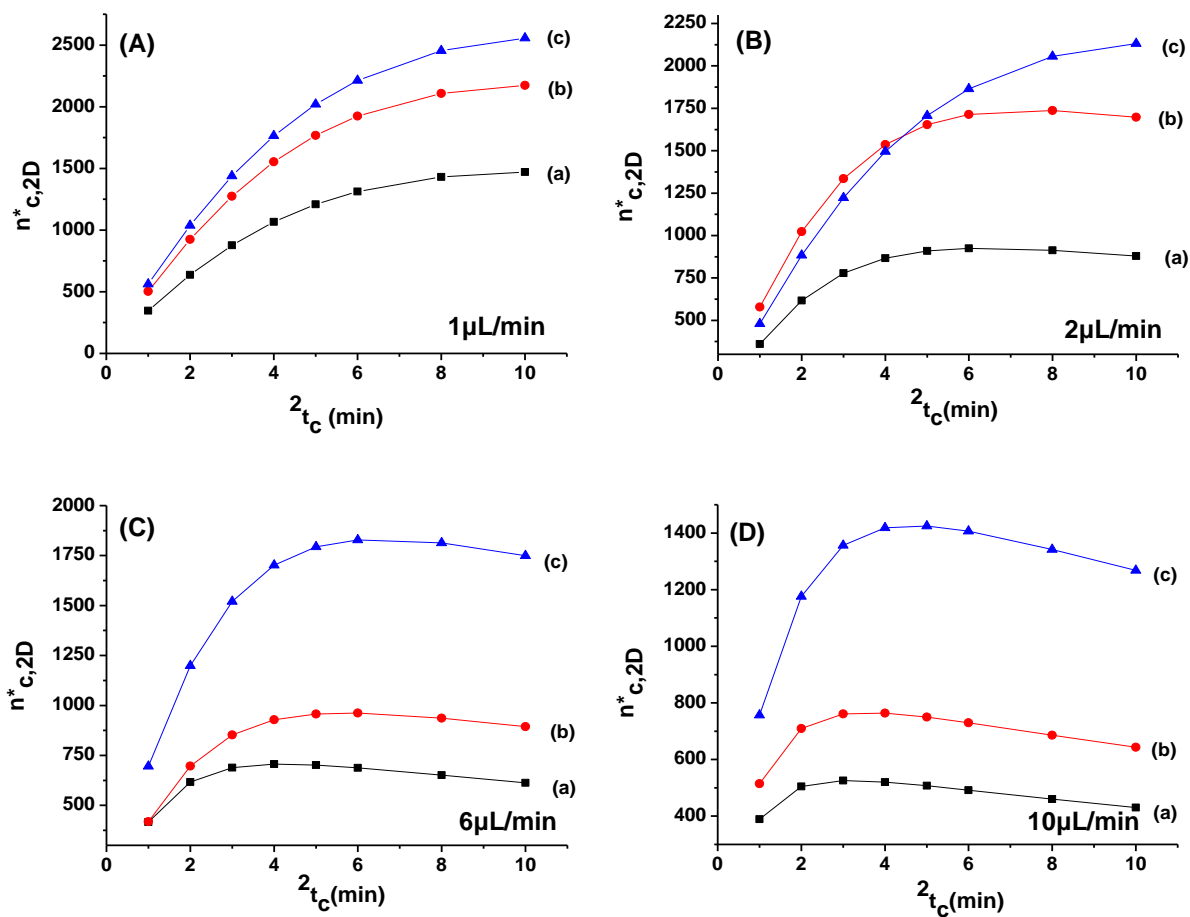 (A)
2500
2000
1500
1000
500
0
n*c,2D
(c)
(b)
(a)
1µL/min
0 2 4 6 8 10
2tc (min)
(B)
2250
2000
1750
1500
1250
1000
750
500
n*c,2D
(c)
(b)
(a)
2µL/min
0 2 4 6 8 10
2tc(min)
(C)
2000
1750
1500
1250
1000
750
500
n*c,2D
(c)
(b)
(a)
6µL/min
0 2 4 6 8 10
2tc(min)
(D)
1400
1200
1000
800
600
400
n*c,2D
(c)
(b)
(a)
10µL/min
0 2 4 6 8 10
2tc(min)